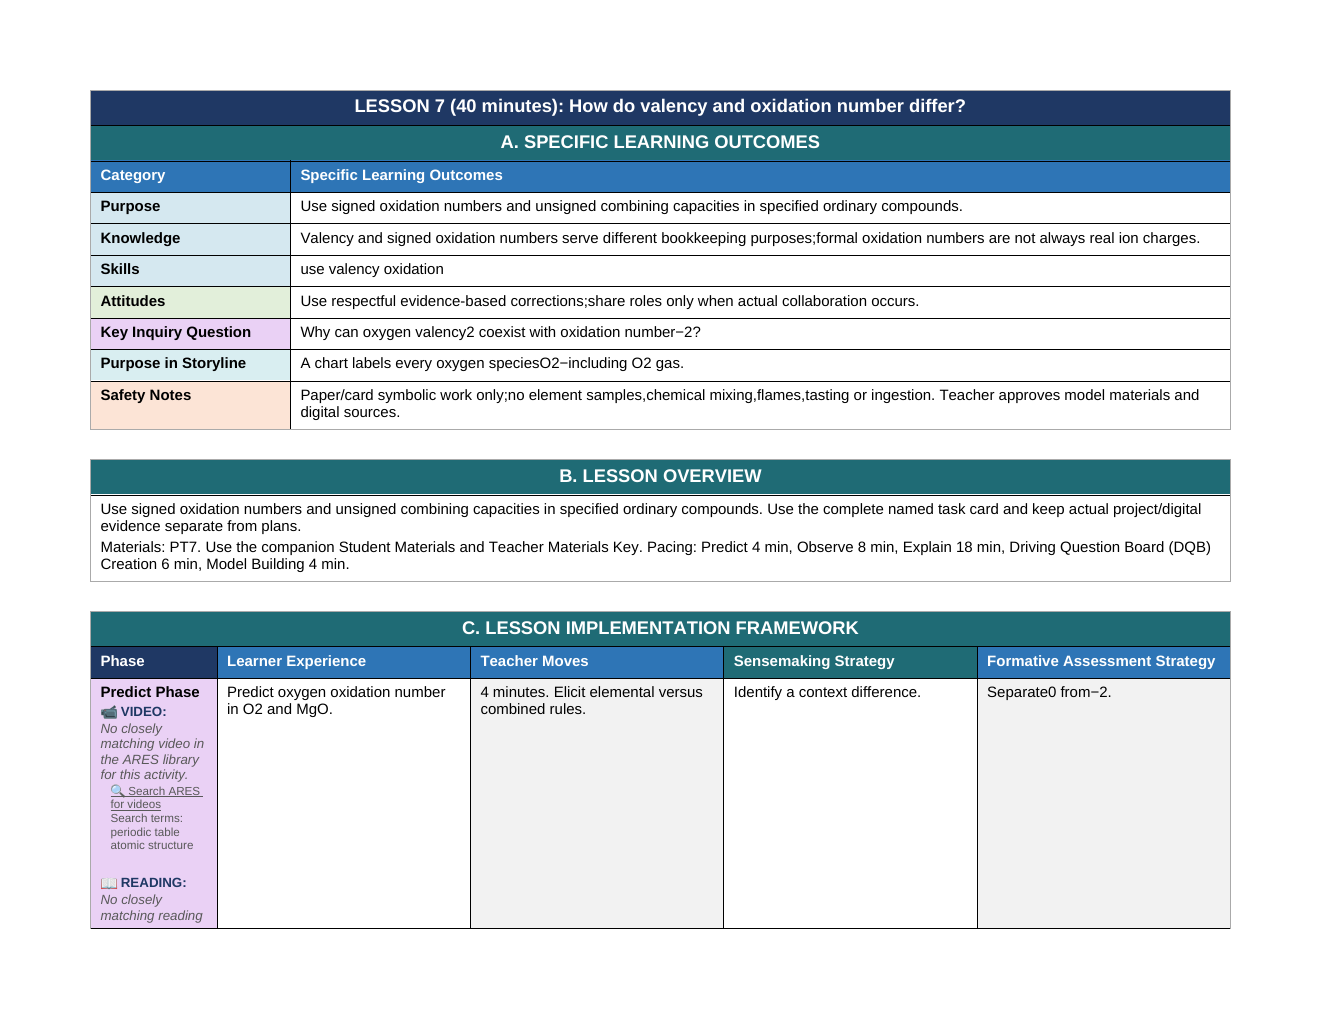 LESSON 7 (40 minutes): How do valency and oxidation number differ?
A. SPECIFIC LEARNING OUTCOMES
Category
Specific Learning Outcomes
Purpose
Use signed oxidation numbers and unsigned combining capacities in specified ordinary compounds.
Knowledge
Valency and signed oxidation numbers serve different bookkeeping purposes;formal oxidation numbers are not always real ion charges.
Skills
use valency oxidation
Attitudes
Use respectful evidence-based corrections;share roles only when actual collaboration occurs.
Key Inquiry Question
Why can oxygen valency2 coexist with oxidation number−2?
Purpose in Storyline
A chart labels every oxygen speciesO2−including O2 gas.
Safety Notes
Paper/card symbolic work only;no element samples,chemical mixing,flames,tasting or ingestion. Teacher approves model materials and
digital sources.
B. LESSON OVERVIEW
Use signed oxidation numbers and unsigned combining capacities in specified ordinary compounds. Use the complete named task card and keep actual project/digital
evidence separate from plans.
Materials: PT7. Use the companion Student Materials and Teacher Materials Key. Pacing: Predict 4 min, Observe 8 min, Explain 18 min, Driving Question Board (DQB)
Creation 6 min, Model Building 4 min.
C. LESSON IMPLEMENTATION FRAMEWORK
Phase
Learner Experience
Teacher Moves
Sensemaking Strategy
Formative Assessment Strategy
Predict Phase
📹 VIDEO:
No closely
matching video in
the ARES library
for this activity.
🔍 Search ARES
for videos
Search terms:
periodic table
atomic structure
📖 READING:
No closely
matching reading
Predict oxygen oxidation number
in O2 and MgO.
4 minutes. Elicit elemental versus
combined rules.
Identify a context difference.
Separate0 from−2.